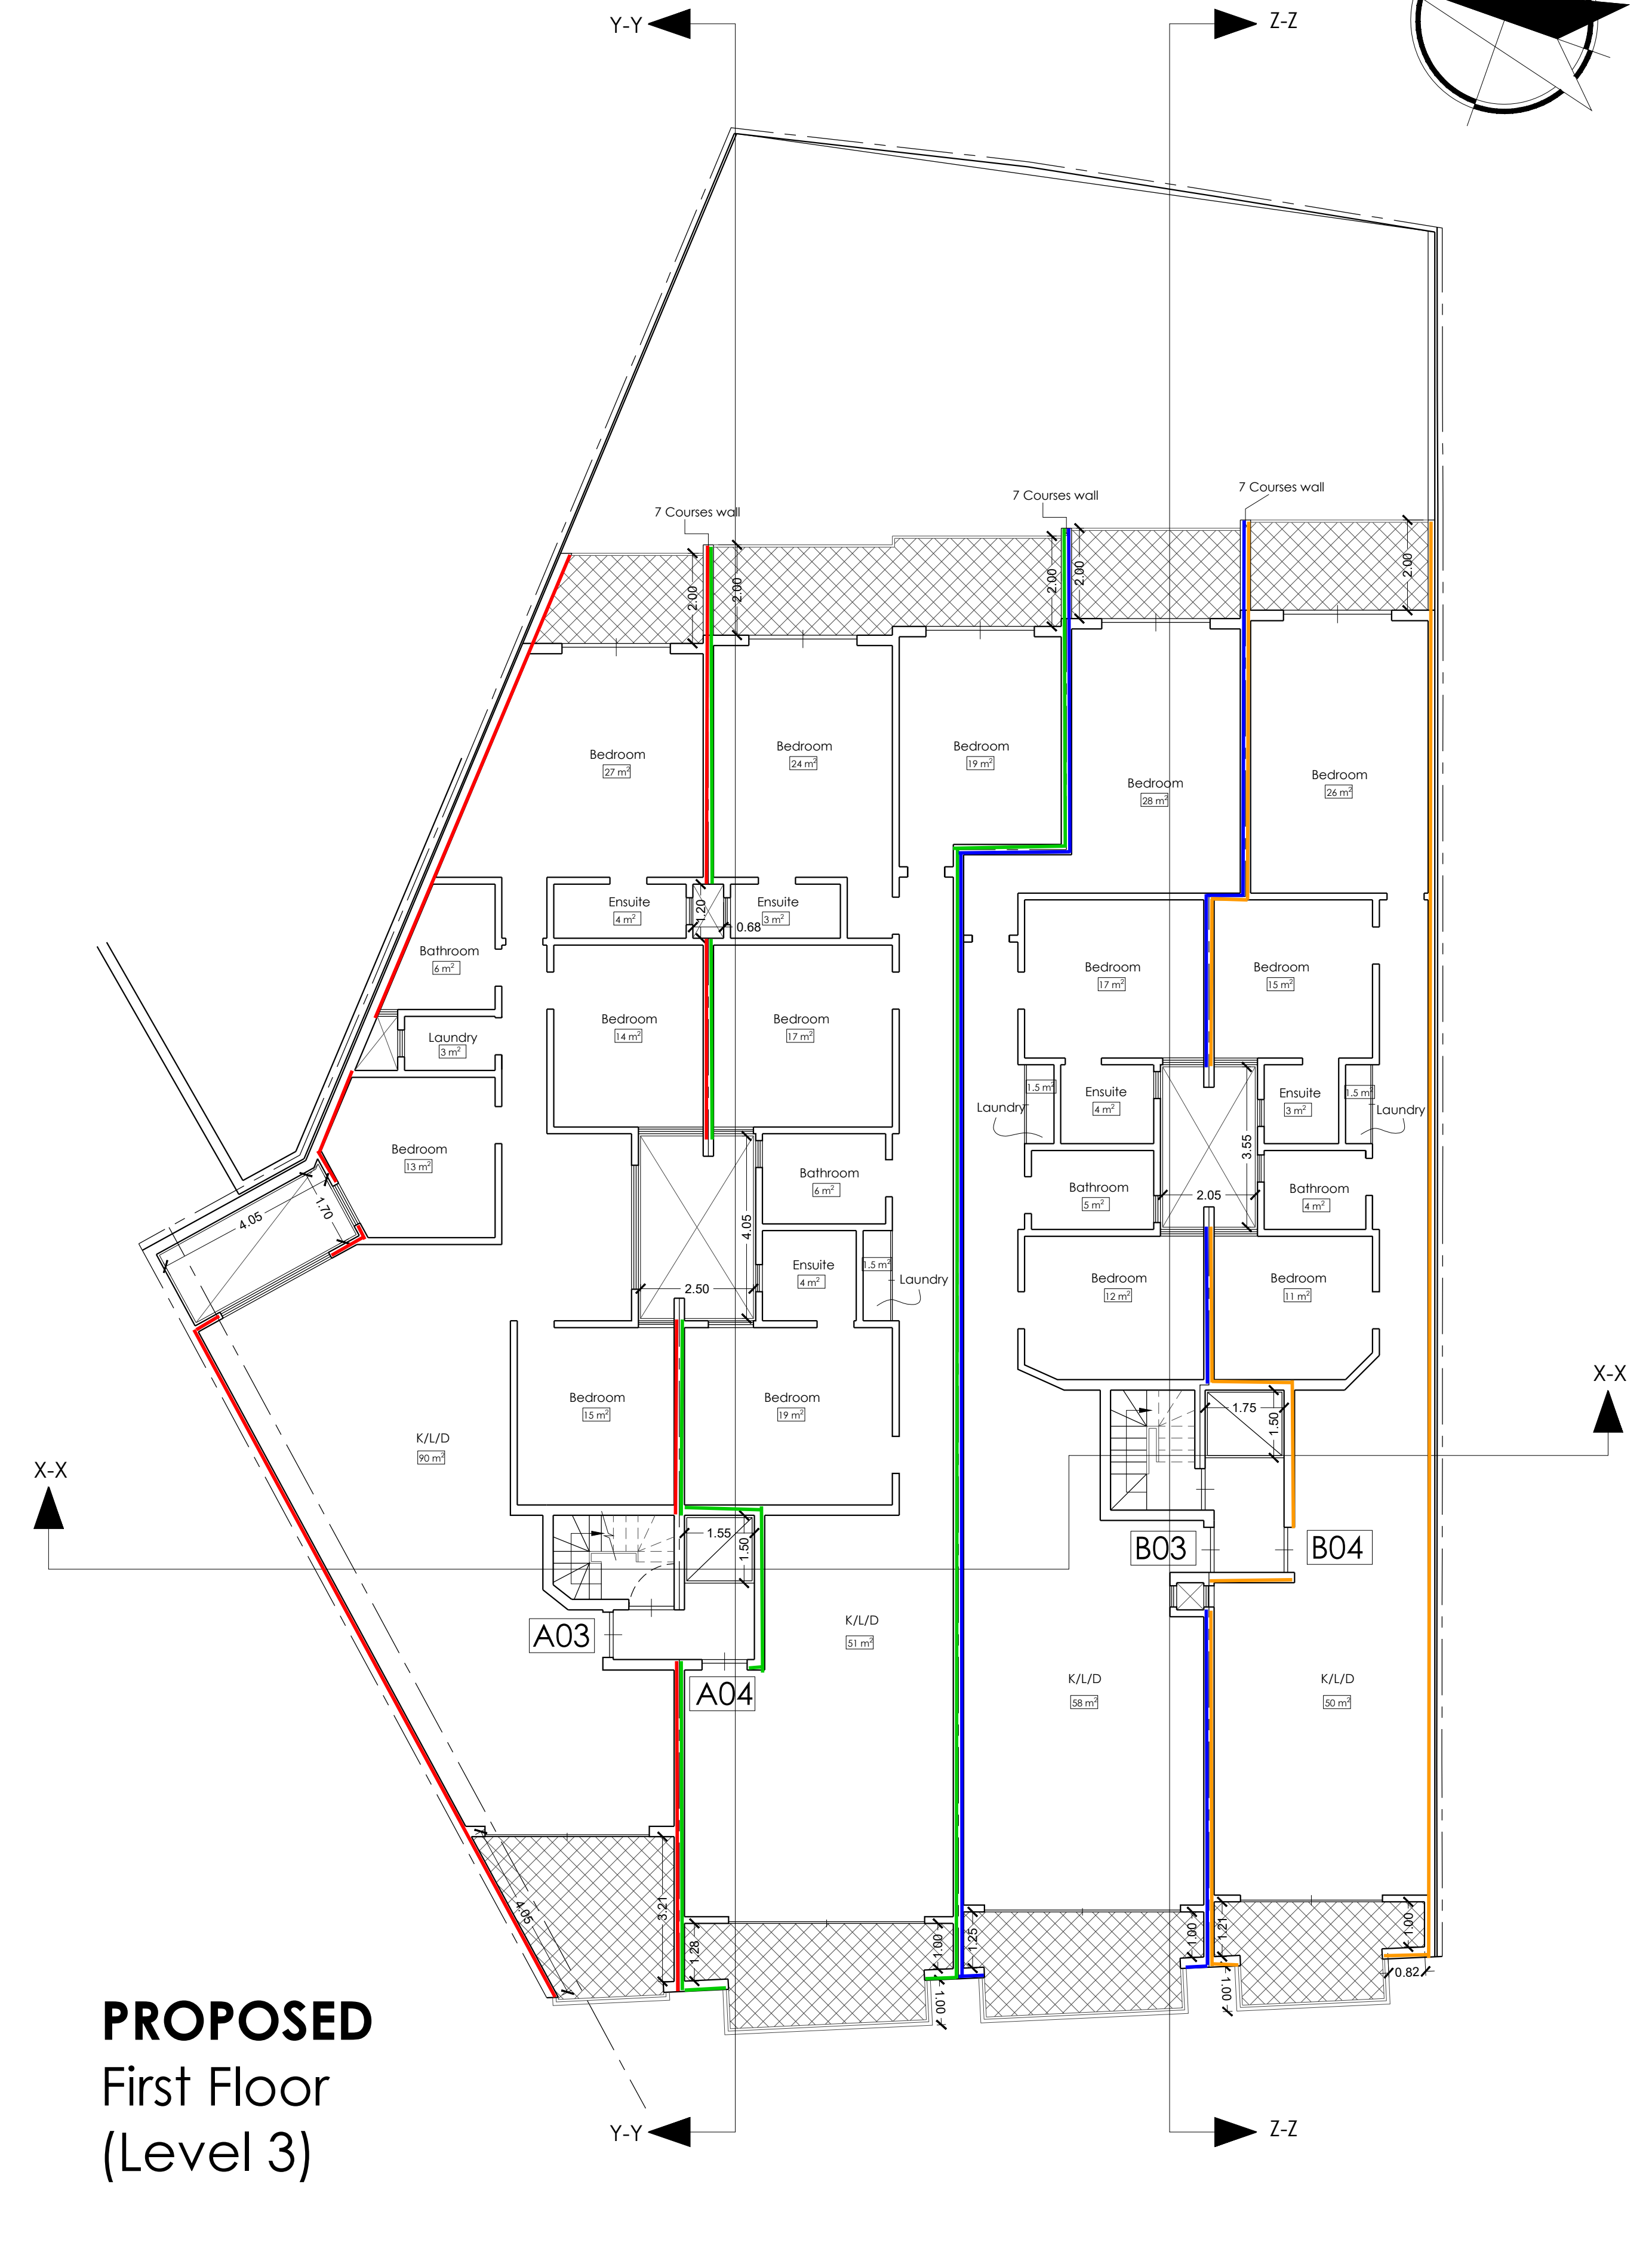 Y-Y
Z-Z
7 Courses wall
7 Courses wall
7 Courses wall
2.00
2.00
2.00
2.00
2.00
Bedroom
27 m²
Bedroom
24 m²
Bedroom
19 m²
Bedroom
28 m²
Bedroom
26 m²
Ensuite
4 m²
1.20
0.68
Ensuite
3 m²
Bathroom
6 m²
Laundry
3 m²
Bedroom
14 m²
Bedroom
17 m²
Bedroom
17 m²
Bedroom
15 m²
1.5 m²
Laundry
Ensuite
4 m²
3.55
2.05
Ensuite
3 m²
1.5 m²
Laundry
Bedroom
13 m²
4.05
1.70
Bathroom
6 m²
4.05
2.50
Ensuite
4 m²
1.5 m²
Laundry
Bathroom
5 m²
Bathroom
4 m²
Bedroom
12 m²
Bedroom
11 m²
Bedroom
15 m²
Bedroom
19 m²
K/L/D
90 m²
1.75
1.50
X-X
X-X
1.55
1.50
B03
B04
A03
A04
K/L/D
51 m²
K/L/D
58 m²
K/L/D
50 m²
4.05
3.21
1.28
1.00
1.25
1.00
1.21
1.00
0.82
1.00
1.00
PROPOSED
First Floor
(Level 3)
Y-Y
Z-Z